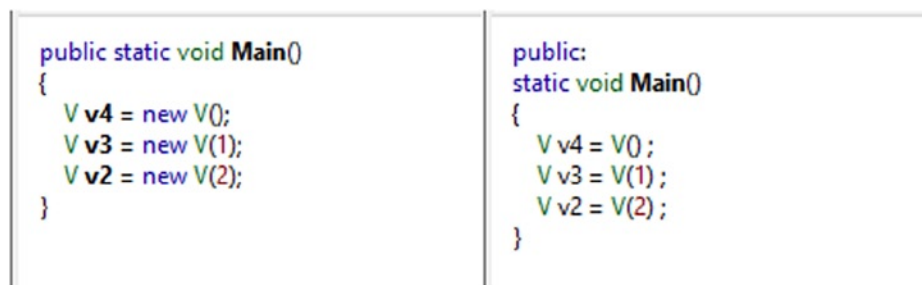 public static void Main()
{
V v4 = new V();
V v3 = new V(1);
V v2 = new V(2);
}
public:
static void Main()
{
V v4 = V() ;
V v3 = V(1) ;
V v2 = V(2) ;
}